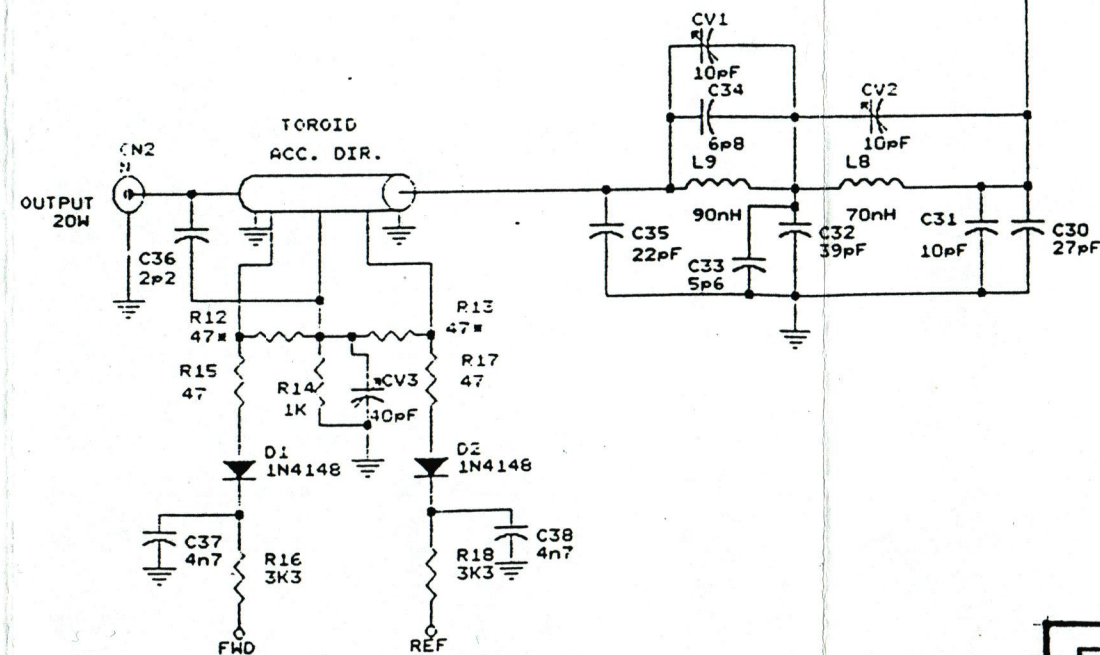 CV1
10pF
C34
6p8
CV2
10pF
TOROID
ACC. DIR.
CN2
N
OUTPUT
20W
L9
90nH
L8
70nH
C36
2p2
C35
22pF
C33
5p6
C32
39pF
C31
10pF
C30
27pF
R12
47*
R13
47*
R15
47
R14
1K
CV3
40pF
R17
47
D1
1N4148
D2
1N4148
C37
4n7
R16
3K3
R18
3K3
C38
4n7
FWD
REF